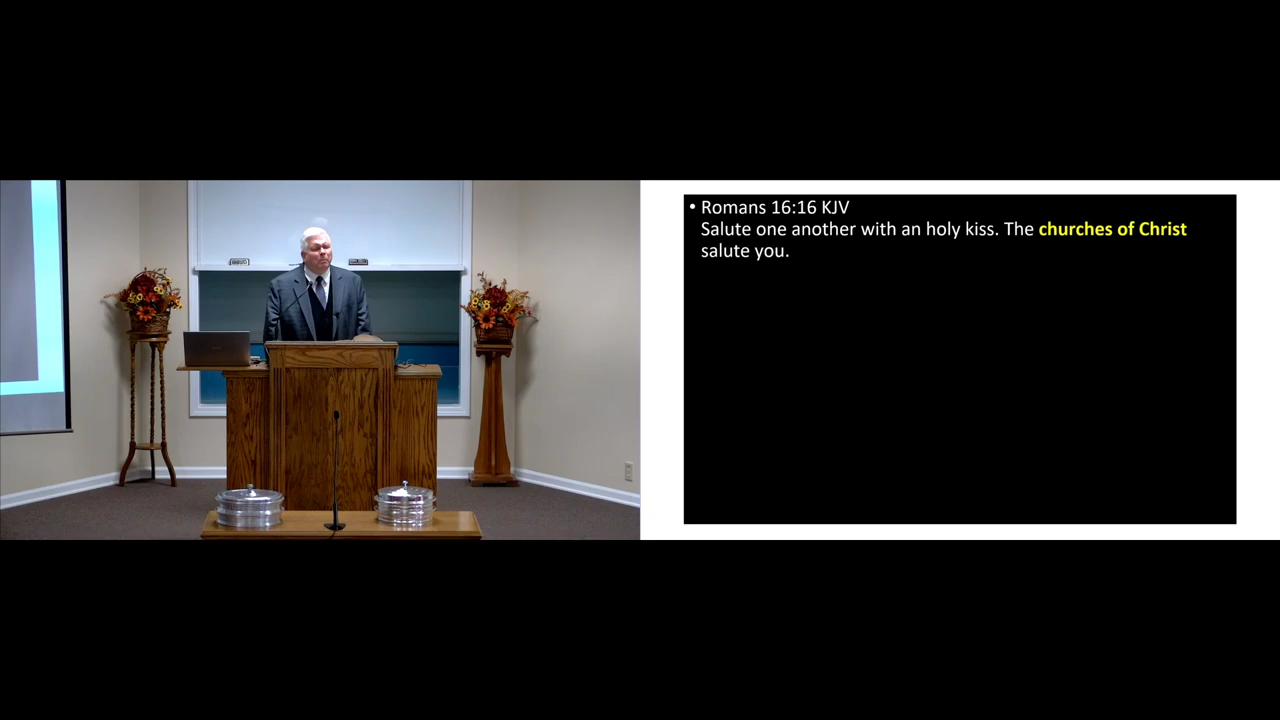 • Romans 16:16 KJV
Salute one another with an holy kiss. The churches of Christ
salute you.